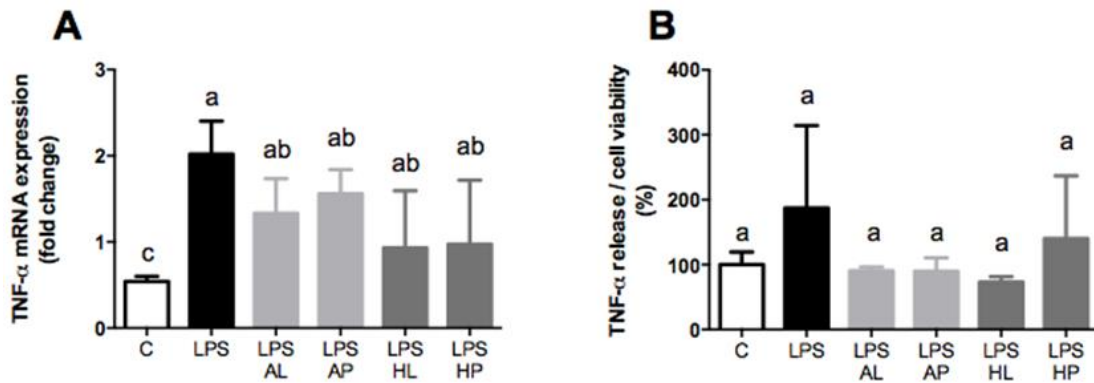 A
TNF-α mRNA expression
(fold change)
3
2
1
0
a
ab
ab
ab
ab
c
C
LPS
LPS
AL
LPS
AP
LPS
HL
LPS
HP
B
TNF-α release / cell viability
(%)
400
300
200
100
0
a
a
a
a
a
a
C
LPS
LPS
AL
LPS
AP
LPS
HL
LPS
HP